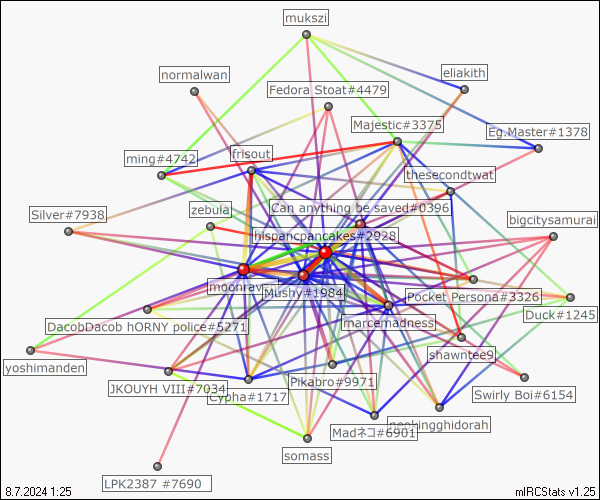 mukszi
normalwan
eliakith
Fedora Stoat#4479
Majestic#3375
Eg.Master#1378
ming#4742
frisout
thesecondtwat
Silver#7938
zebula
Can anything be saved#0396
bigcitysamurai
hispancpancakes#2928
moonrav
Mushy#1984
Pocket Persona#3326
Duck#1245
DacobDacob hORNY police#5271
marcemadness
shawntee9
yoshimanden
JKOUYH VIII#7034
Cypha#1717
Pikabro#9971
Swirly Boi#6154
Madネコ#6901
somass
LPK2387 #7690
8.7.2024 1:25
mIRCStats v1.25